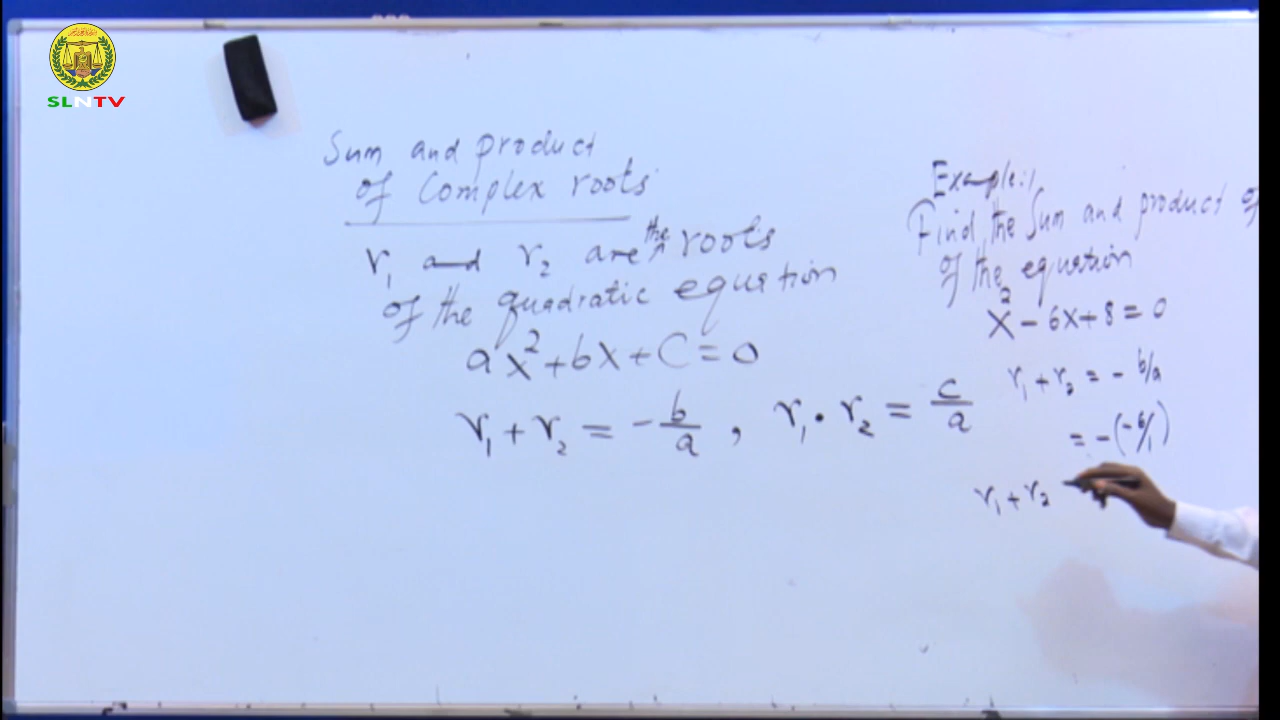 SLNTV
Sum and product
of Complex roots
r₁ and r₂ are the roots
of the quadratic equation
ax²+bx+C=0
r₁+r₂ = -b/a, r₁·r₂ = c/a
Example:1
Find the Sum and product of
of the equation
x²-6x+8=0
r₁+r₂ = -b/a
= -(-6/1)
r₁+r₂